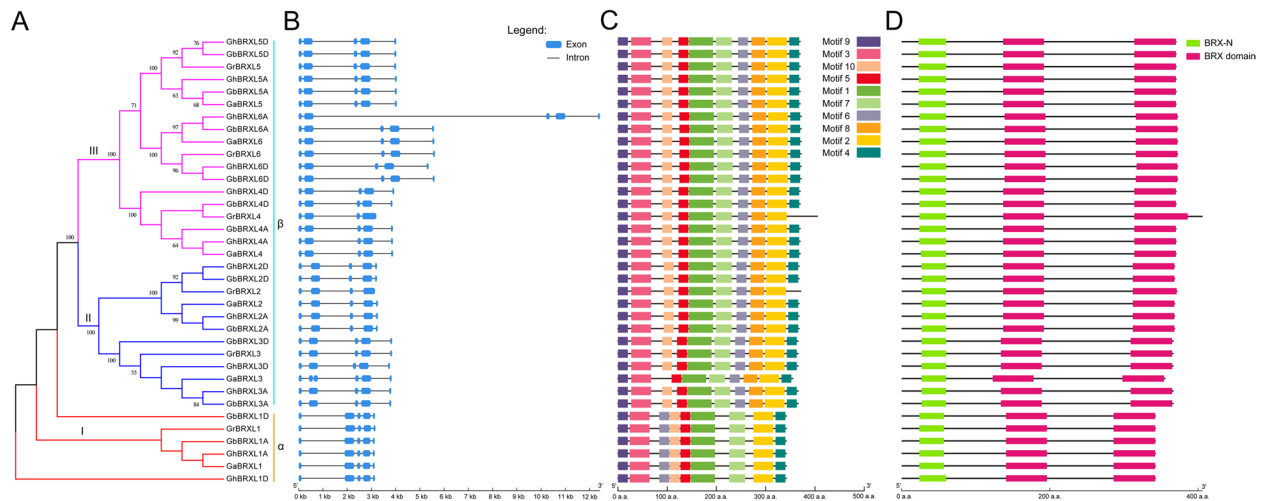 A
B
C
D
GhBRXL5D
GbBRXL5D
GrBRXL5
GhBRXL5A
GbBRXL5A
GaBRXL5
GhBRXL6A
GbBRXL6A
GaBRXL6
GrBRXL6
GhBRXL6D
GbBRXL6D
GhBRXL4D
GbBRXL4D
GrBRXL4
GbBRXL4A
GhBRXL4A
GaBRXL4
GhBRXL2D
GbBRXL2D
GrBRXL2
GaBRXL2
GhBRXL2A
GbBRXL2A
GbBRXL3D
GrBRXL3
GhBRXL3D
GaBRXL3
GhBRXL3A
GbBRXL3A
GbBRXL1D
GrBRXL1
GbBRXL1A
GhBRXL1A
GaBRXL1
GhBRXL1D
76
92
100
63
68
71
97
100
96
100
III
100
64
100
92
100
99
II
100
100
55
84
I
β
α
Legend:
Exon
Intron
5'
3'
0 kb 1 kb 2 kb 3 kb 4 kb 5 kb 6 kb 7 kb 8 kb 9 kb 10 kb 11 kb 12 kb
Motif 9
Motif 3
Motif 10
Motif 5
Motif 1
Motif 7
Motif 6
Motif 8
Motif 2
Motif 4
5'
3'
0 a.a. 100 a.a. 200 a.a. 300 a.a. 400 a.a. 500 a.a.
BRX-N
BRX domain
5'
3'
0 a.a. 200 a.a. 400 a.a.